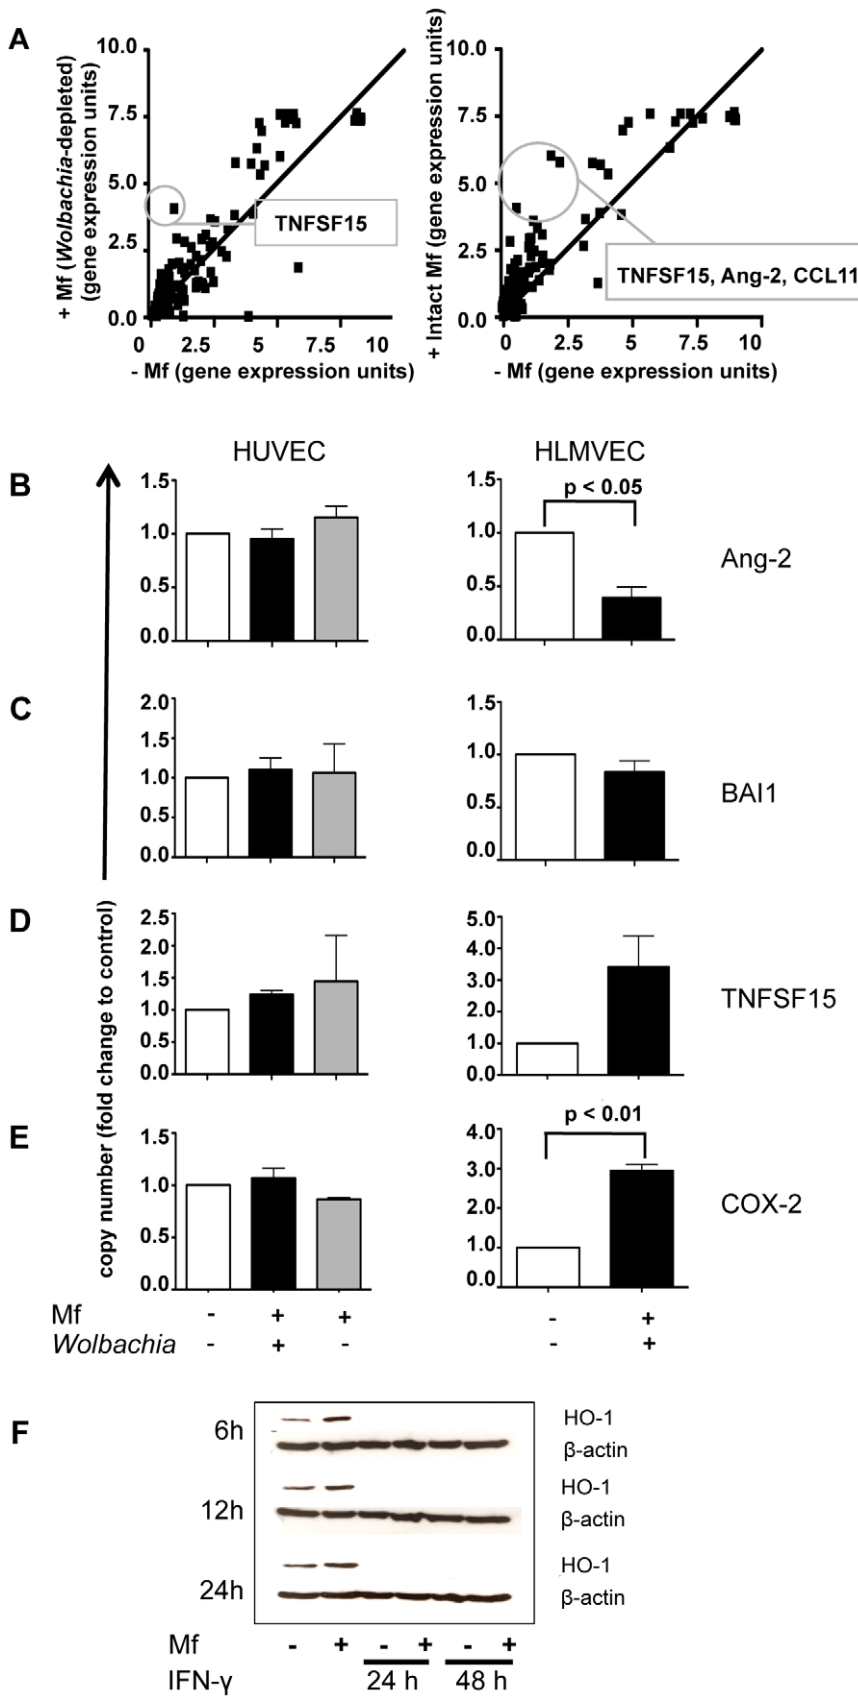 A
+ Mf (Wolbachia-depleted)
(gene expression units)
10.0
7.5
5.0
2.5
0.0
TNFSF15
0 2.5 5 7.5 10
- Mf (gene expression units)
+ Intact Mf (gene expression units)
10.0
7.5
5.0
2.5
0.0
TNFSF15, Ang-2, CCL11
0 2.5 5 7.5 10
- Mf (gene expression units)
HUVEC HLMVEC
B
1.5
1.0
0.5
0.0
1.5
1.0
0.5
0.0
p < 0.05
Ang-2
C
2.0
1.5
1.0
0.5
0.0
1.5
1.0
0.5
0.0
BAI1
copy number (fold change to control)
D
2.5
2.0
1.5
1.0
0.5
0.0
5.0
4.0
3.0
2.0
1.0
0.0
TNFSF15
E
1.5
1.0
0.5
0.0
4.0
3.0
2.0
1.0
0.0
p < 0.01
COX-2
Mf - + + - +
Wolbachia - + - - +
F
6h
HO-1
β-actin
12h
HO-1
β-actin
24h
HO-1
β-actin
Mf - + - + - +
IFN-γ 24 h 48 h